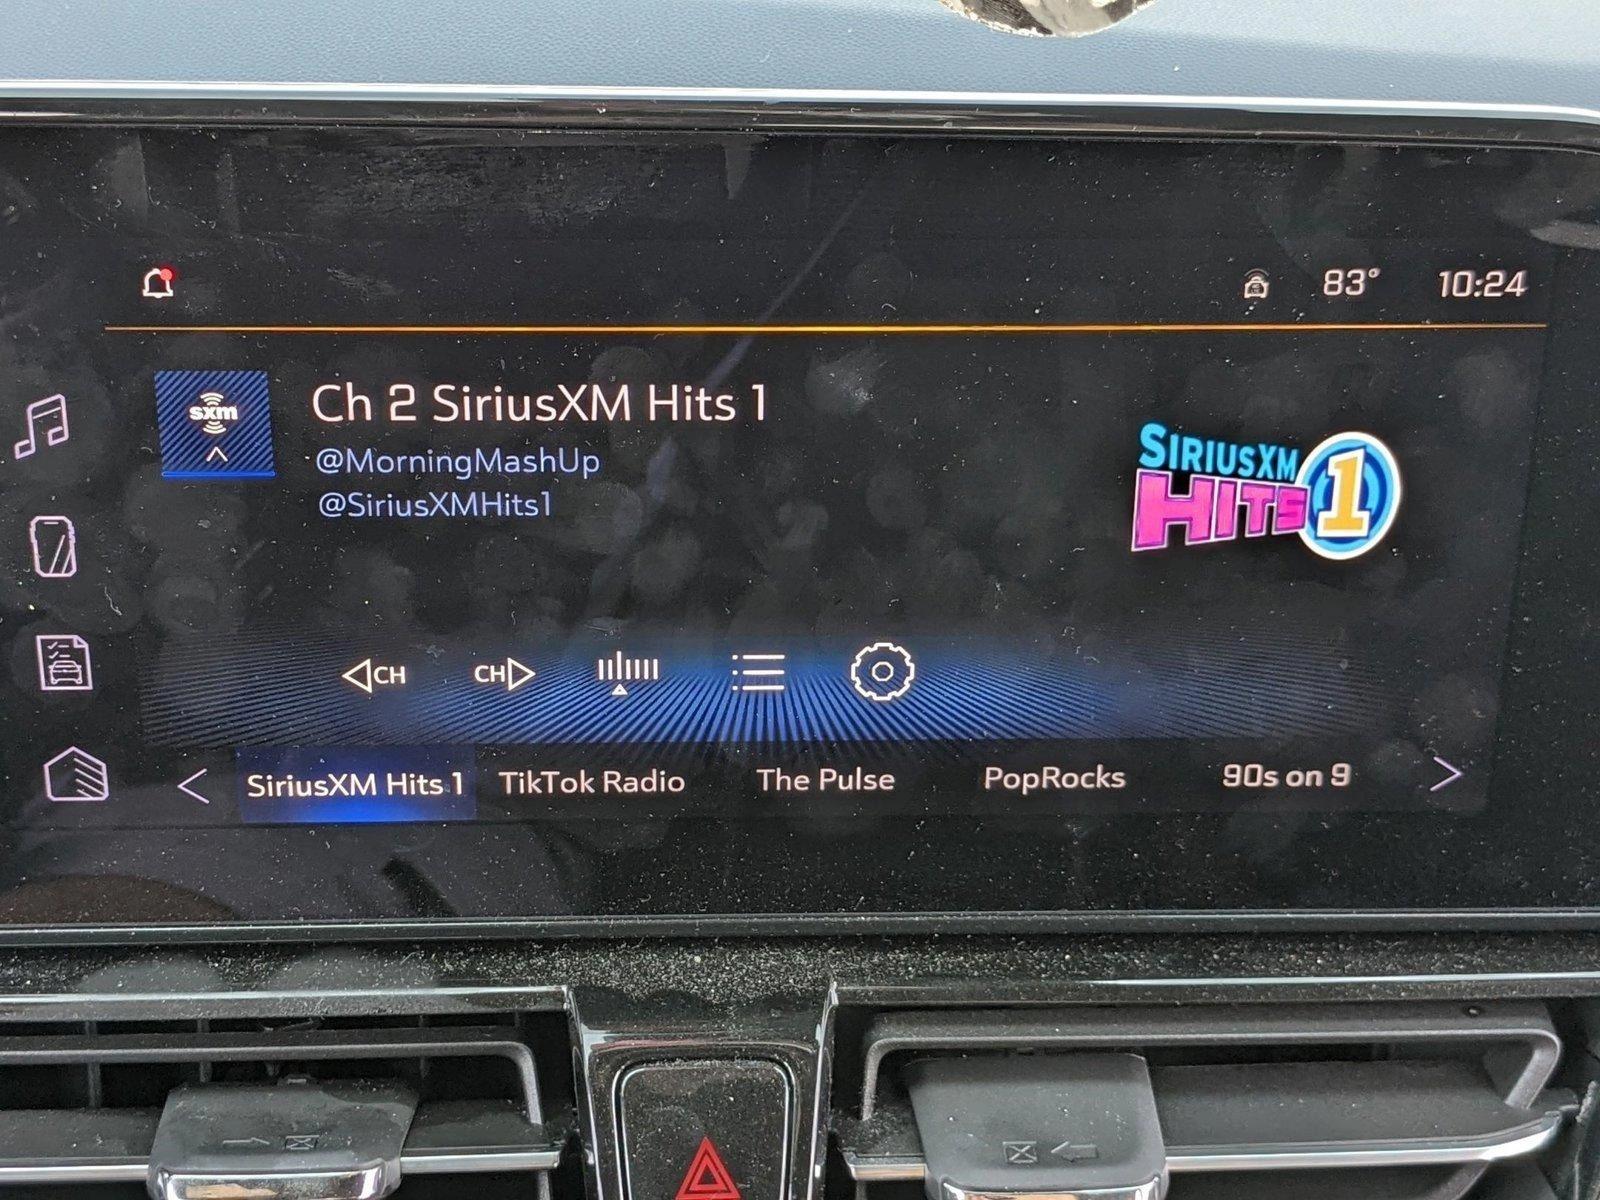 83° 10:24
sxm
Ch 2 SiriusXM Hits 1
@MorningMashUp
@SiriusXMHits1
SIRIUSXM
HITS 1
CH CH
SiriusXM Hits 1 TikTok Radio The Pulse PopRocks 90s on 9